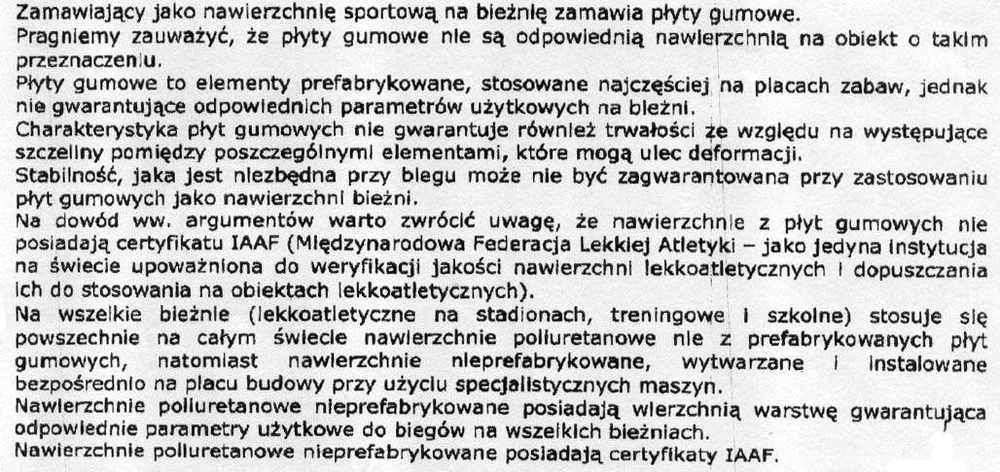 Zamawiający jako nawierzchnię sportową na bieżnię zamawia płyty gumowe.
Pragniemy zauważyć, że płyty gumowe nie są odpowiednią nawierzchnią na obiekt o takim
przeznaczeniu.
Płyty gumowe to elementy prefabrykowane, stosowane najczęściej na placach zabaw, jednak
nie gwarantujące odpowiednich parametrów użytkowych na bieżni.
Charakterystyka płyt gumowych nie gwarantuje również trwałości ze względu na występujące
szczeliny pomiędzy poszczególnymi elementami, które mogą ulec deformacji.
Stabilność, jaka jest niezbędna przy biegu może nie być zagwarantowana przy zastosowaniu
płyt gumowych jako nawierzchni bieżni.
Na dowód ww. argumentów warto zwrócić uwagę, że nawierzchnie z płyt gumowych nie
posiadają certyfikatu IAAF (Międzynarodowa Federacja Lekkiej Atletyki – jako jedyna instytucja
na świecie upoważniona do weryfikacji jakości nawierzchni lekkoatletycznych i dopuszczania
ich do stosowania na obiektach lekkoatletycznych).
Na wszelkie bieżnie (lekkoatletyczne na stadionach, treningowe i szkolne) stosuje się
powszechnie na całym świecie nawierzchnie poliuretanowe nie z prefabrykowanych płyt
gumowych, natomiast nawierzchnie nieprefabrykowane, wytwarzane i instalowane
bezpośrednio na placu budowy przy użyciu specjalistycznych maszyn.
Nawierzchnie poliuretanowe nieprefabrykowane posiadają wierzchnią warstwę gwarantująca
odpowiednie parametry użytkowe do biegów na wszelkich bieżniach.
Nawierzchnie poliuretanowe nieprefabrykowane posiadają certyfikaty IAAF.